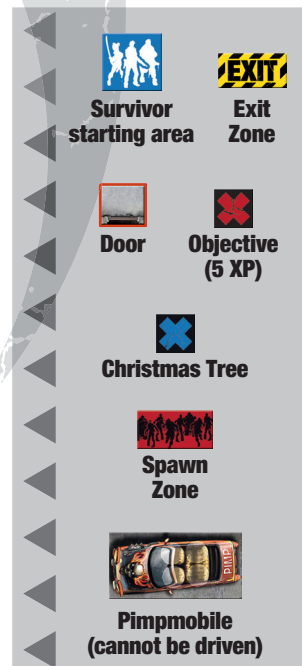 EXIT
Survivor
starting area
Exit
Zone
Door
Objective
(5 XP)
Christmas Tree
Spawn
Zone
PIMP
Pimpmobile
(cannot be driven)